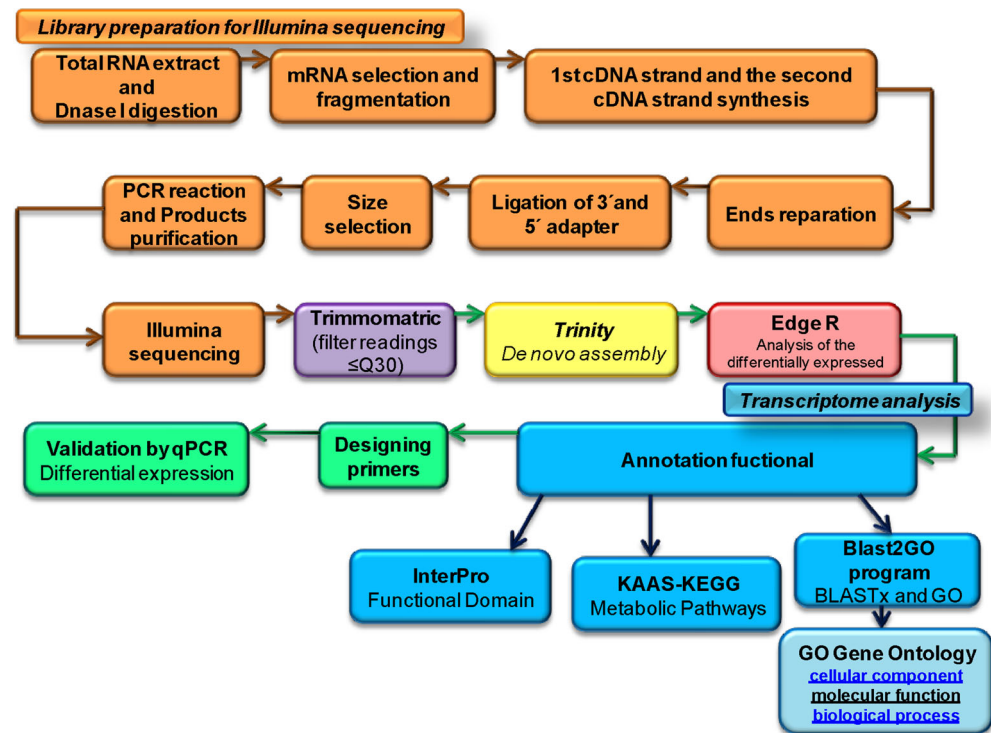 Library preparation for Illumina sequencing
Total RNA extract
and
Dnase I digestion
mRNA selection and
fragmentation
1st cDNA strand and the second
cDNA strand synthesis
PCR reaction
and Products
purification
Size
selection
Ligation of 3´and
5´ adapter
Ends reparation
Illumina
sequencing
Trimmomatric
(filter readings
≤Q30)
Trinity
De novo assembly
Edge R
Analysis of the
differentially expressed
Transcriptome analysis
Validation by qPCR
Differential expression
Designing
primers
Annotation fuctional
InterPro
Functional Domain
KAAS-KEGG
Metabolic Pathways
Blast2GO
program
BLASTx and GO
GO Gene Ontology
cellular component
molecular function
biological process